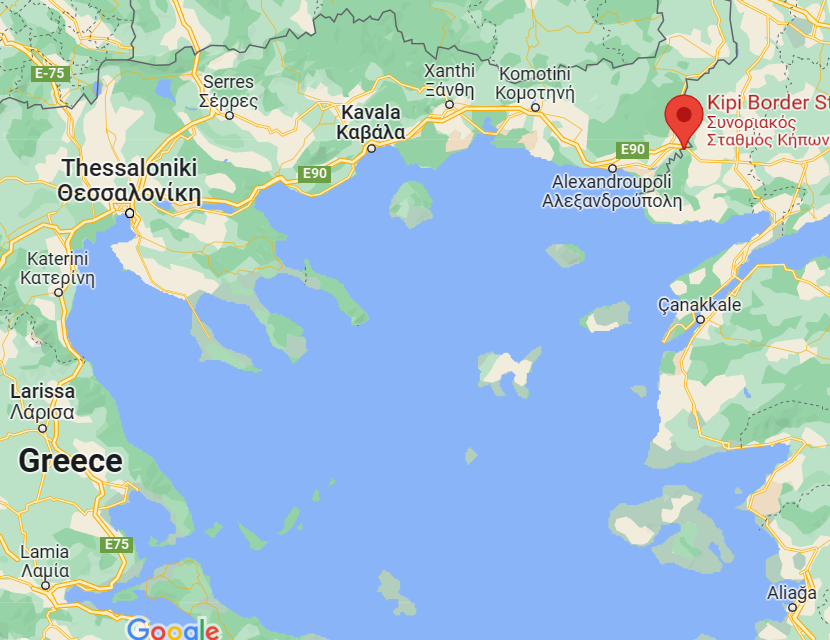 E-75
Serres
Σέρρες
Xanthi
Ξάνθη
Komotini
Κομοτηνή
Kavala
Καβάλα
Kipi Border St
Συνοριακός
Σταθμός Κήπων
E90
E90
Thessaloniki
Θεσσαλονίκη
Alexandroupoli
Αλεξανδρούπολη
Katerini
Κατερίνη
Çanakkale
Larissa
Λάρισα
Greece
E75
Lamia
Λαμία
Aliağa
Google